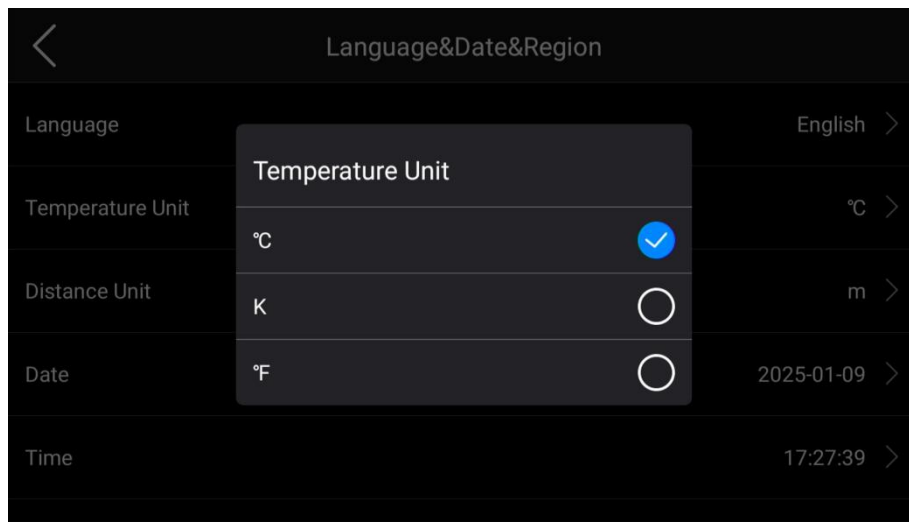 Language&Date&Region
Language English
Temperature Unit
Temperature Unit ℃
℃
Distance Unit m
K
Date 2025-01-09
℉
Time 17:27:39